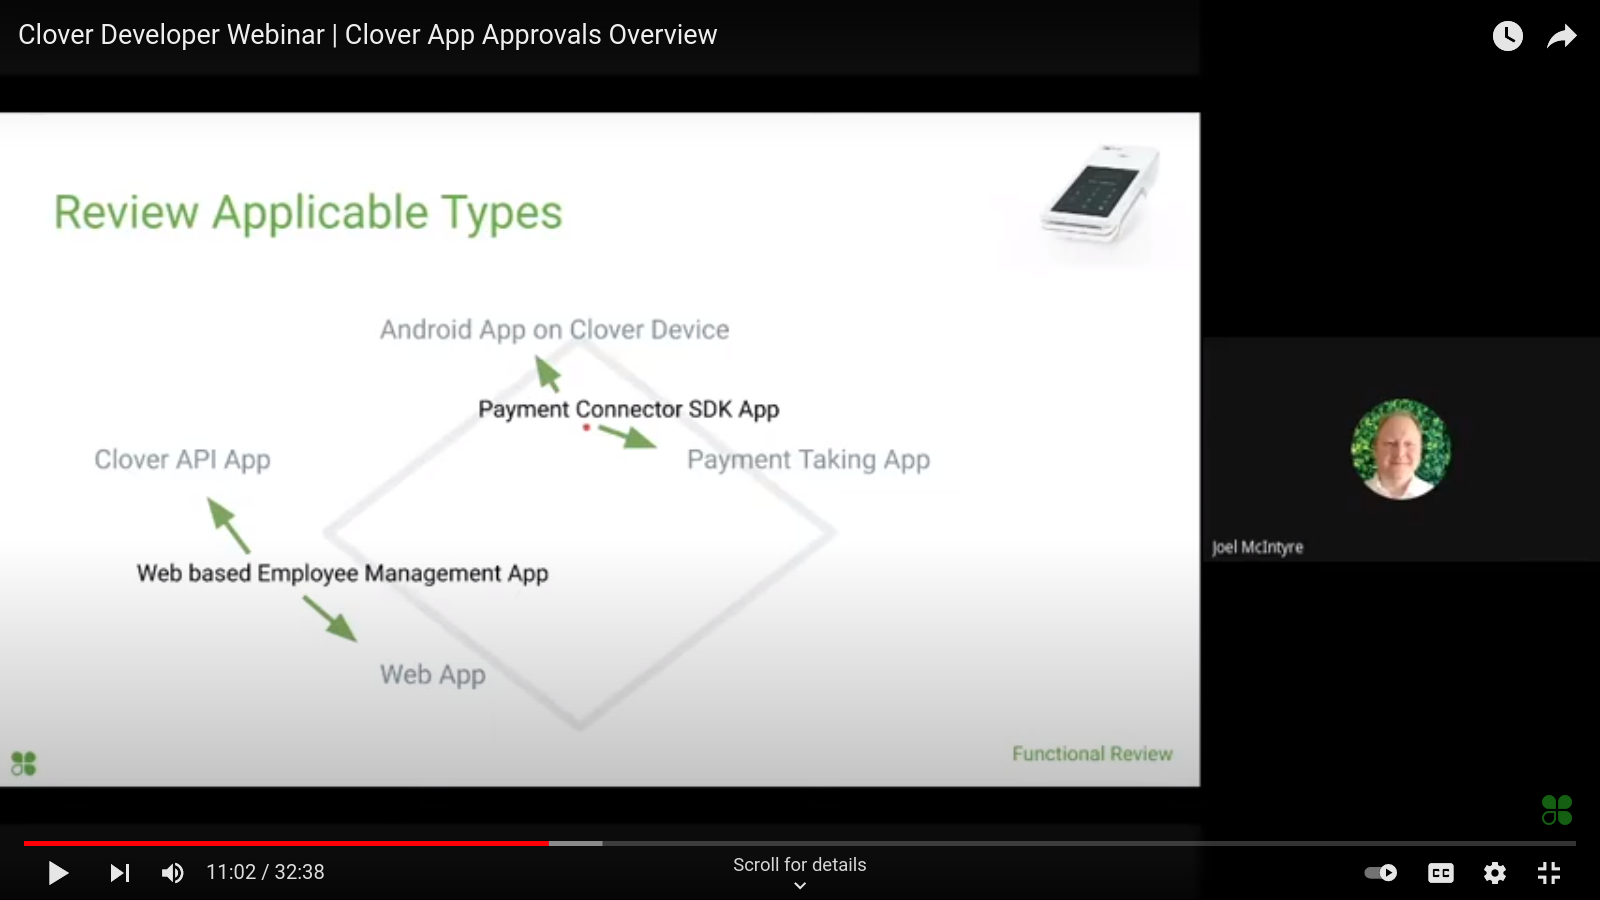 Clover Developer Webinar | Clover App Approvals Overview
Review Applicable Types
Android App on Clover Device
Payment Connector SDK App
Clover API App
Payment Taking App
Web based Employee Management App
Web App
Functional Review
Joel McIntyre
11:02 / 32:38
Scroll for details
CC